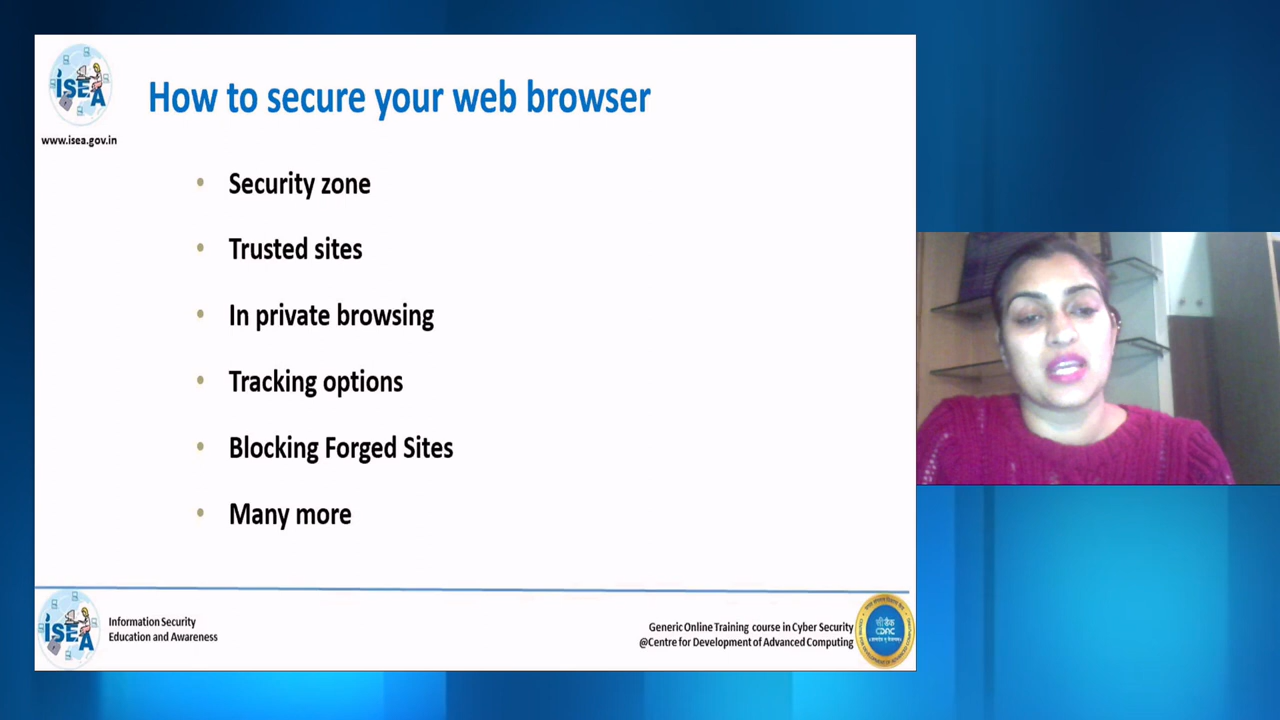 ISEA
www.isea.gov.in
How to secure your web browser
• Security zone
• Trusted sites
• In private browsing
• Tracking options
• Blocking Forged Sites
• Many more
ISEA
Information Security
Education and Awareness
Generic Online Training course in Cyber Security
@Centre for Development of Advanced Computing
सी डैक
CDAC